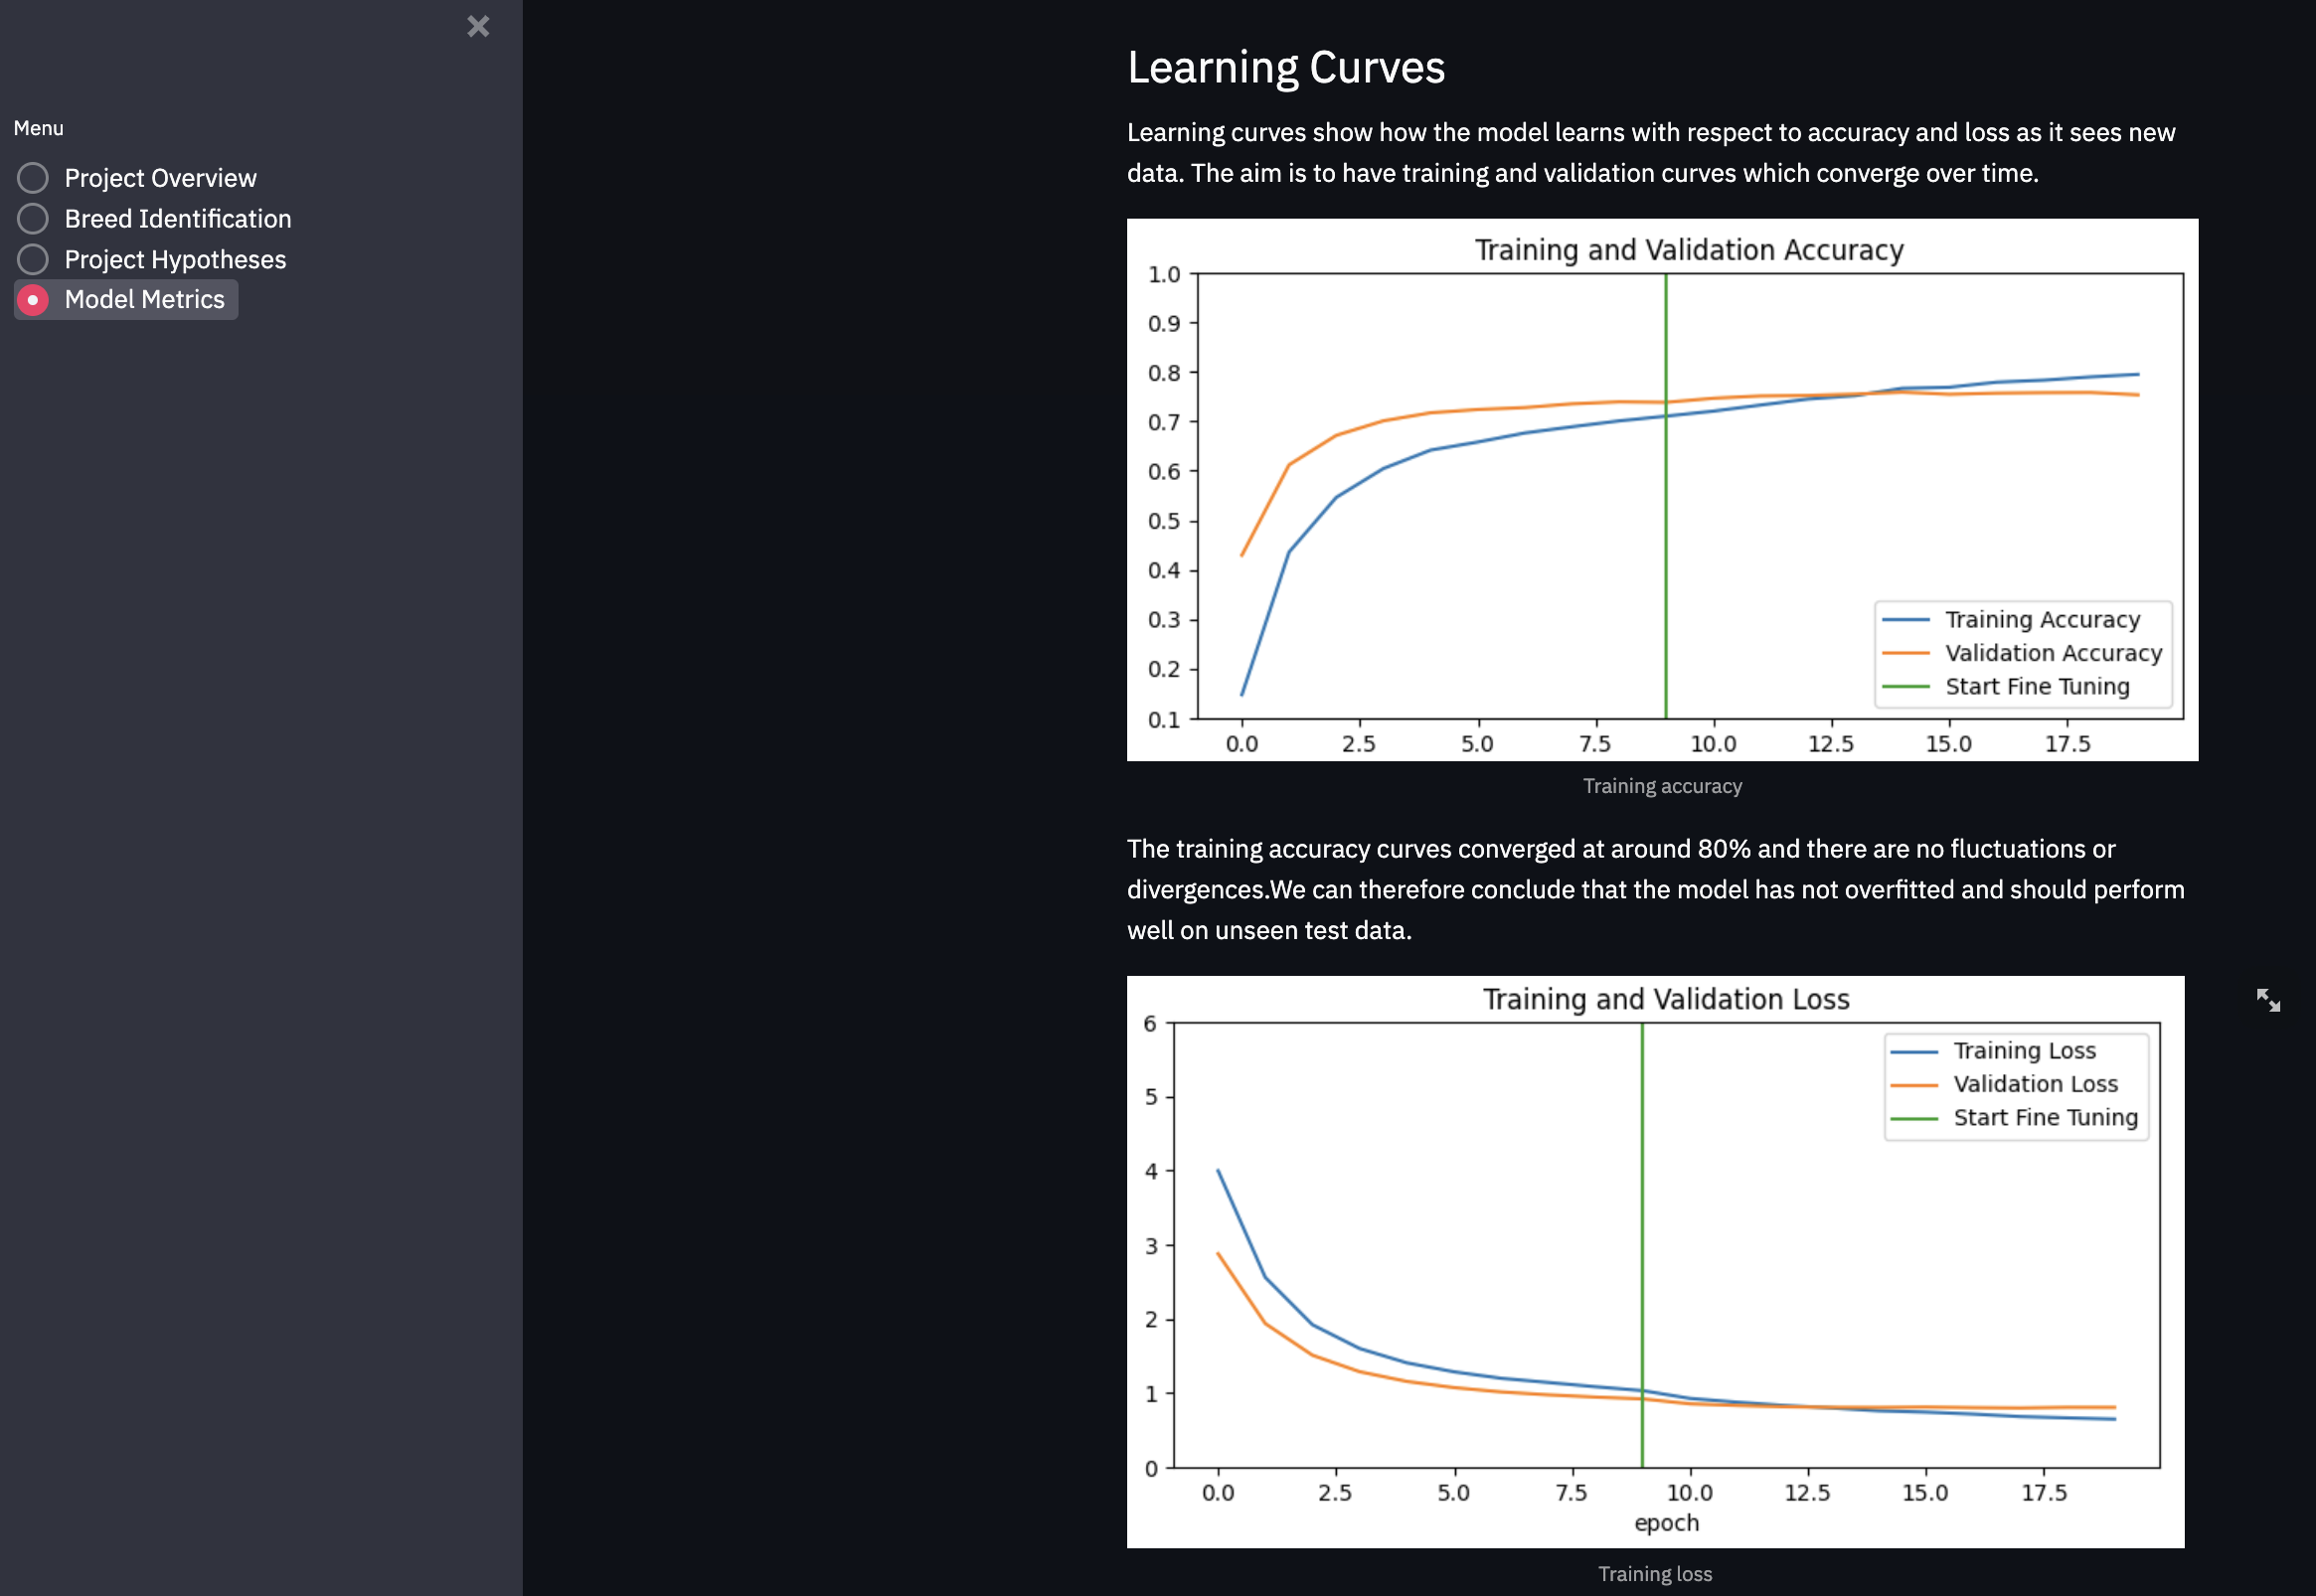 Menu
Project Overview
Breed Identification
Project Hypotheses
Model Metrics
Learning Curves
Learning curves show how the model learns with respect to accuracy and loss as it sees new
data. The aim is to have training and validation curves which converge over time.
Training and Validation Accuracy
1.0
0.9
0.8
0.7
0.6
0.5
0.4
0.3
0.2
0.1
Training Accuracy
Validation Accuracy
Start Fine Tuning
0.0 2.5 5.0 7.5 10.0 12.5 15.0 17.5
Training accuracy
The training accuracy curves converged at around 80% and there are no fluctuations or
divergences.We can therefore conclude that the model has not overfitted and should perform
well on unseen test data.
Training and Validation Loss
6
5
4
3
2
1
0
Training Loss
Validation Loss
Start Fine Tuning
0.0 2.5 5.0 7.5 10.0 12.5 15.0 17.5
epoch
Training loss